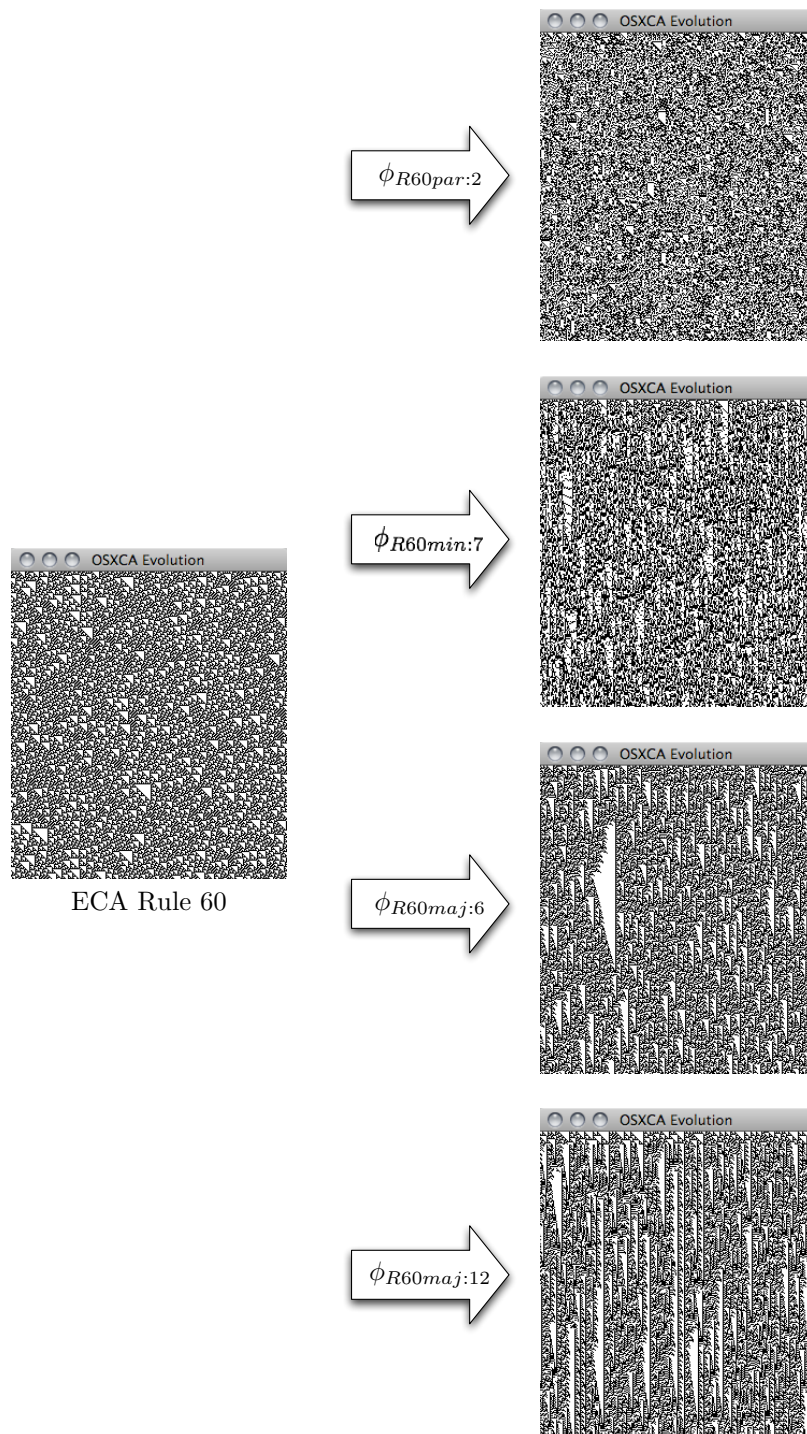 OSXCA Evolution
ϕR60par:2
OSXCA Evolution
ϕR60min:7
OSXCA Evolution
ECA Rule 60
OSXCA Evolution
ϕR60maj:6
OSXCA Evolution
ϕR60maj:12